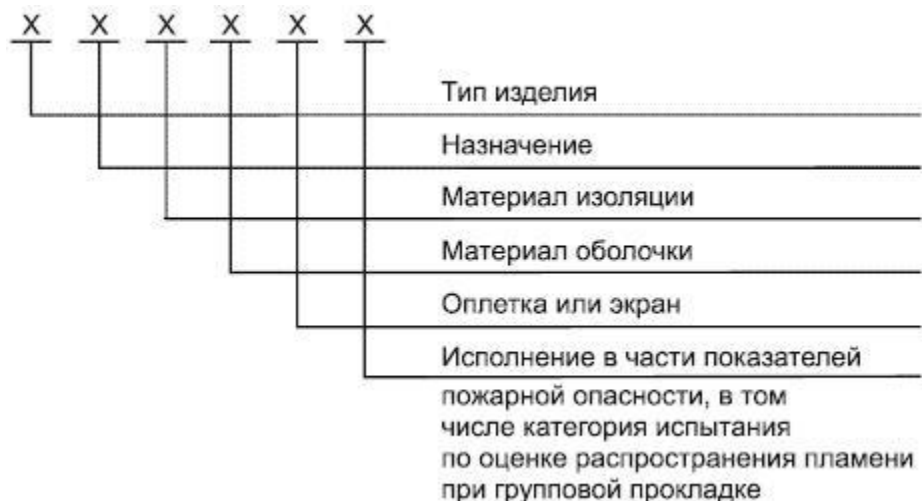 X X X X X X
Тип изделия
Назначение
Материал изоляции
Материал оболочки
Оплетка или экран
Исполнение в части показателей
пожарной опасности, в том
числе категория испытания
по оценке распространения пламени
при групповой прокладке